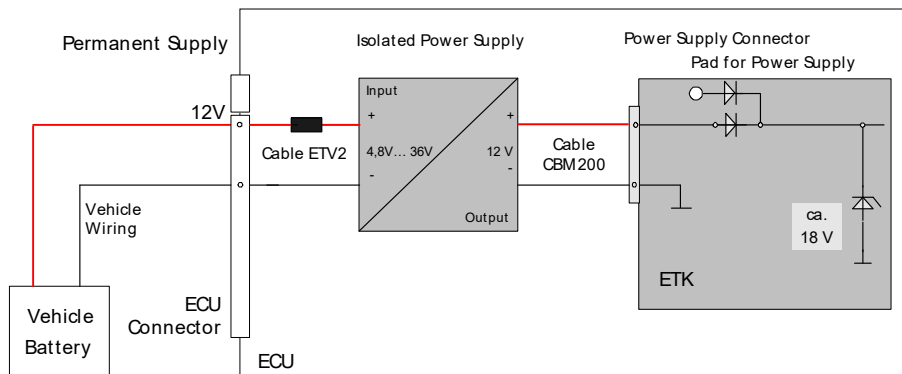 Permanent Supply
Isolated Power Supply
Power Supply Connector
Pad for Power Supply
12V
Input
+
4,8V... 36V
-
+
12 V
-
Output
Cable ETV2
Cable
CBM200
Vehicle
Wiring
ca.
18 V
ETK
ECU
Connector
Vehicle
Battery
ECU